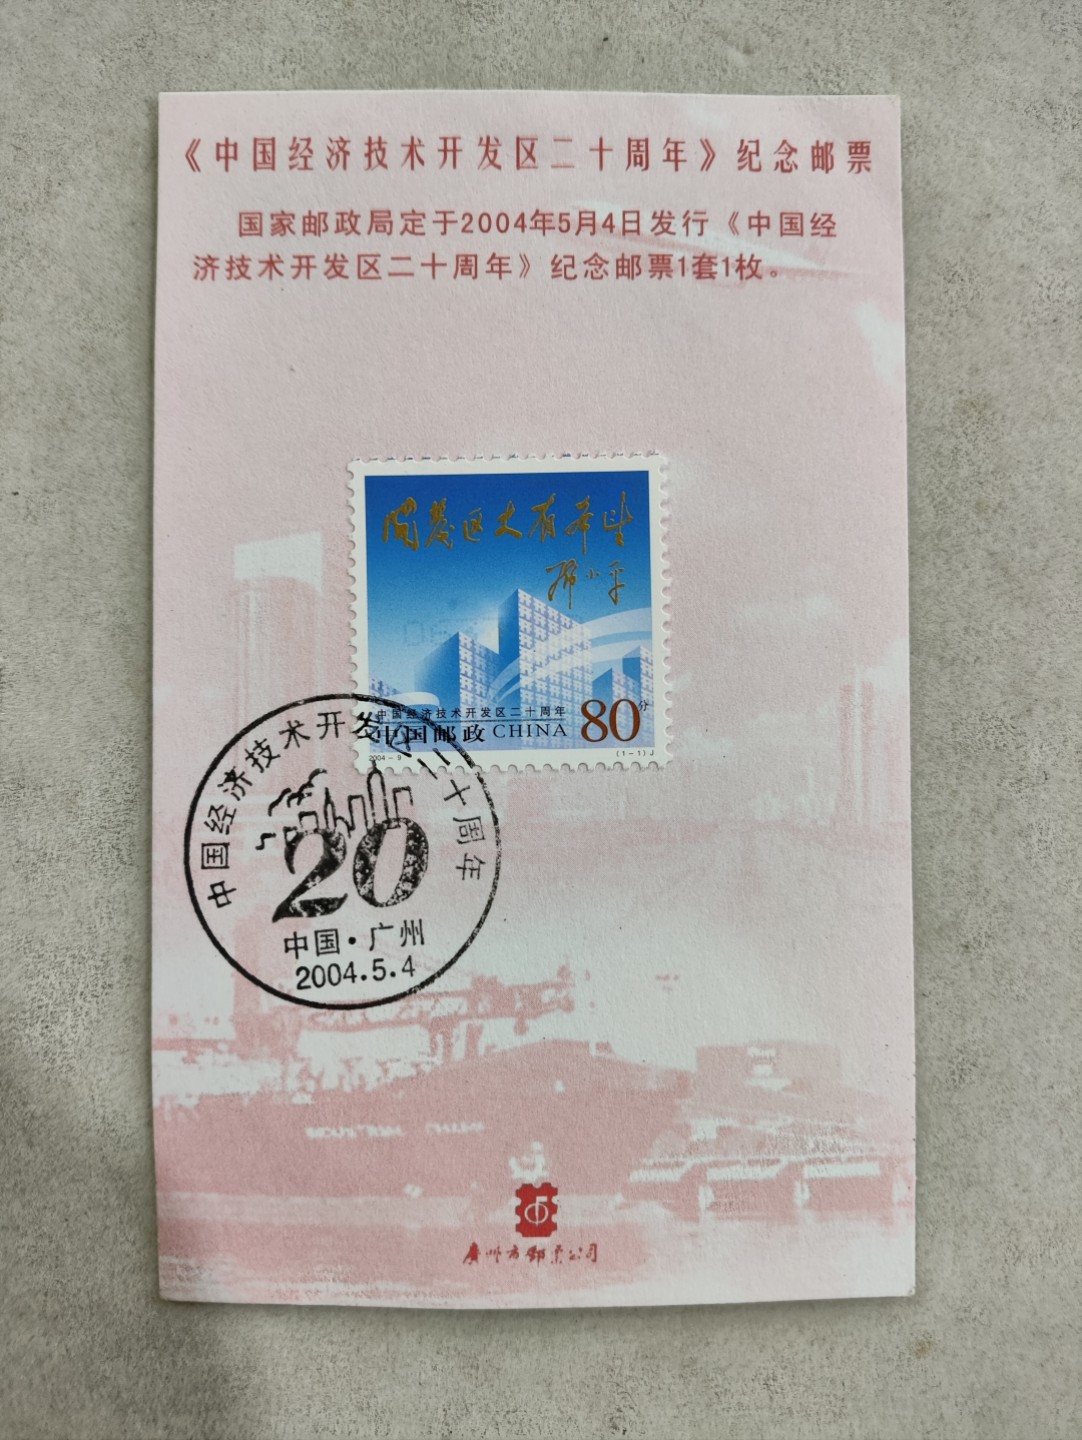 《中国经济技术开发区二十周年》纪念邮票
国家邮政局定于2004年5月4日发行《中国经
济技术开发区二十周年》纪念邮票1套1枚。
开发区大有希望
邓小平
中国经济技术开发区二十周年
中国邮政 CHINA
80分
2004-9
(1-1)J
中国经济技术开发区二十周年
20
中国·广州
2004.5.4
广州市邮票公司